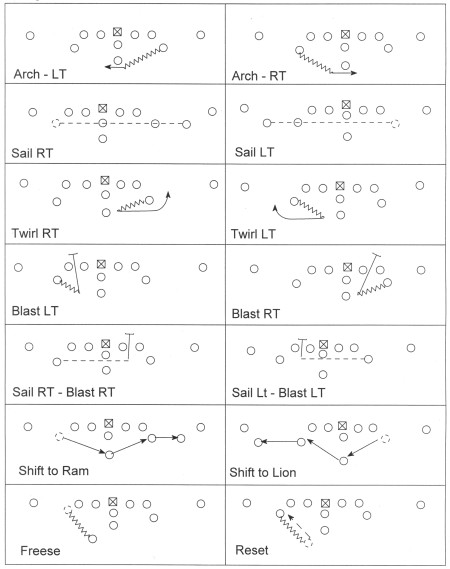 Arch - LT
Arch - RT
Sail RT
Sail LT
Twirl RT
Twirl LT
Blast LT
Blast RT
Sail RT - Blast RT
Sail Lt - Blast LT
Shift to Ram
Shift to Lion
Freese
Reset